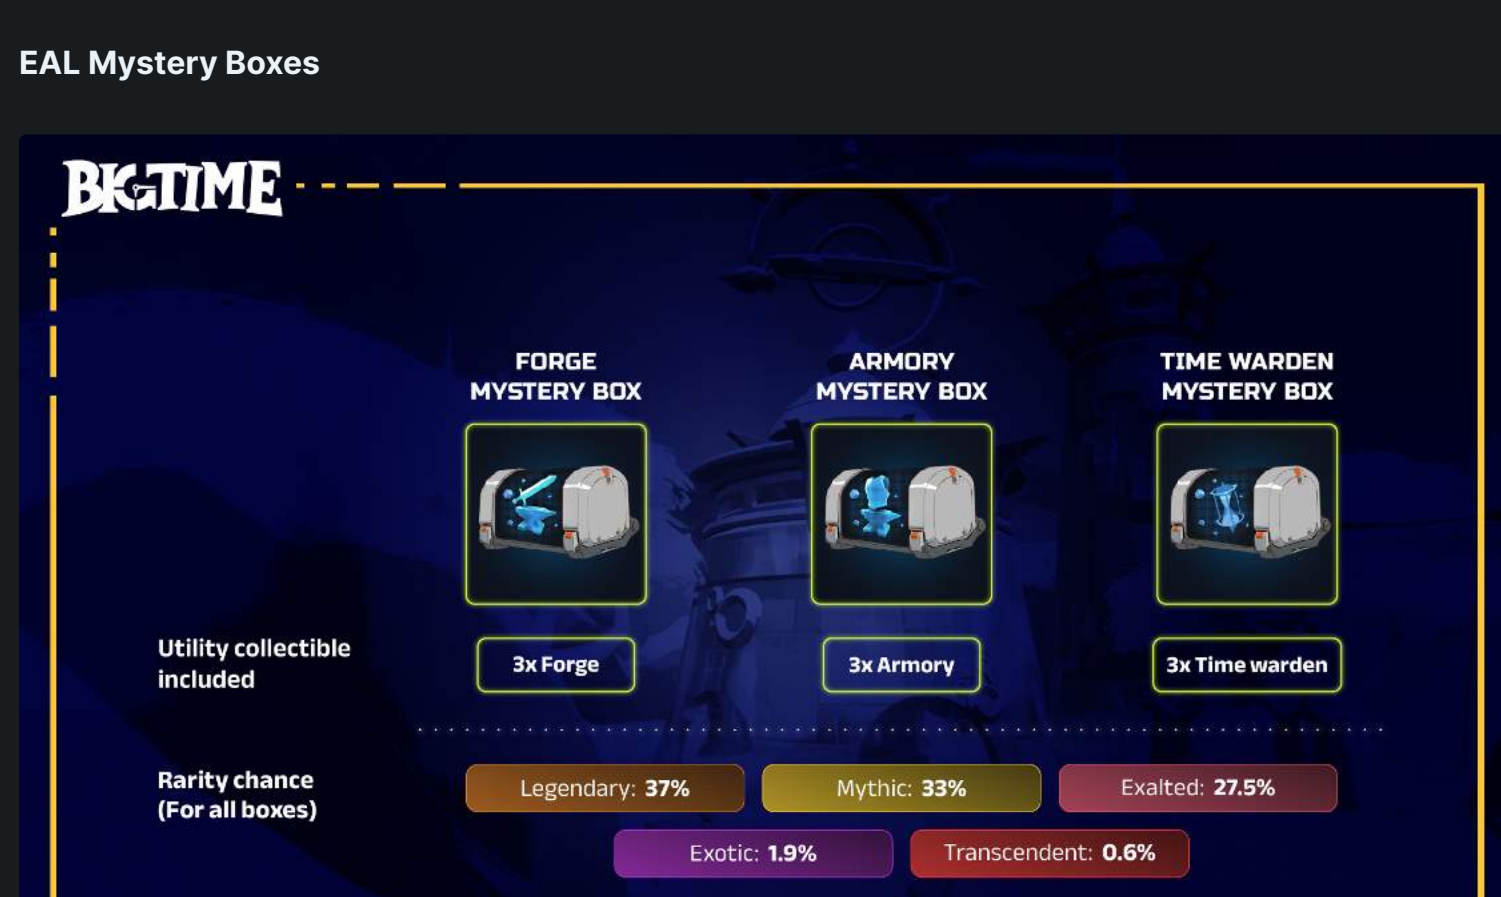 EAL Mystery Boxes
BIGTIME
FORGE
MYSTERY BOX
ARMORY
MYSTERY BOX
TIME WARDEN
MYSTERY BOX
Utility collectible
included
3x Forge
3x Armory
3x Time warden
Rarity chance
(For all boxes)
Legendary: 37%
Mythic: 33%
Exalted: 27.5%
Exotic: 1.9%
Transcendent: 0.6%